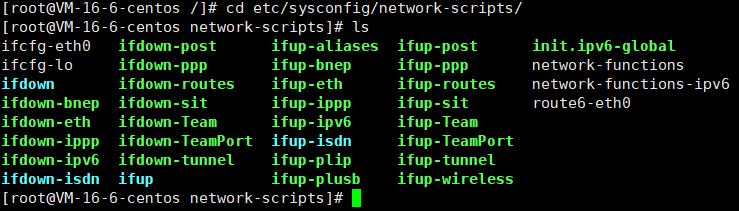 [root@VM-16-6-centos /]# cd etc/sysconfig/network-scripts/
[root@VM-16-6-centos network-scripts]# ls
ifcfg-eth0 ifdown-post ifup-aliases ifup-post init.ipv6-global
ifcfg-lo ifdown-ppp ifup-bnep ifup-ppp network-functions
ifdown ifdown-routes ifup-eth ifup-routes network-functions-ipv6
ifdown-bnep ifdown-sit ifup-ippp ifup-sit route6-eth0
ifdown-eth ifdown-Team ifup-ipv6 ifup-Team
ifdown-ippp ifdown-TeamPort ifup-isdn ifup-TeamPort
ifdown-ipv6 ifdown-tunnel ifup-plip ifup-tunnel
ifdown-isdn ifup ifup-plusb ifup-wireless
[root@VM-16-6-centos network-scripts]#